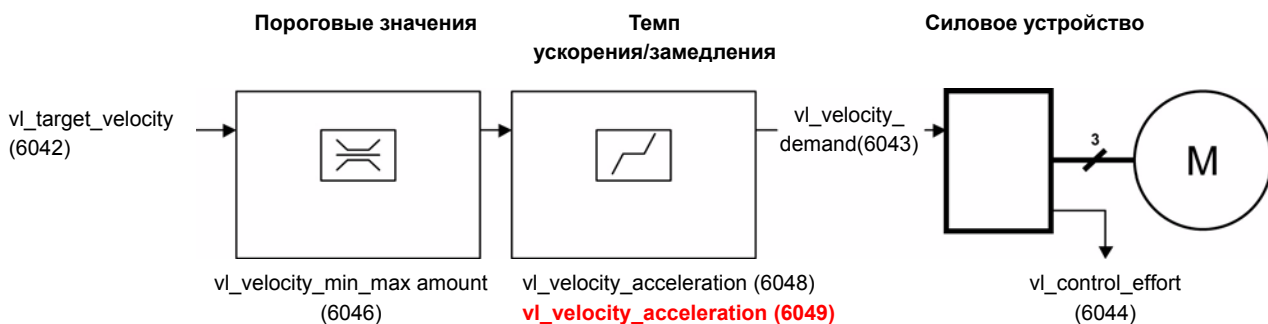 Пороговые значения
Темп
ускорения/замедления
Силовое устройство
vl_target_velocity
(6042)
vl_velocity_
demand(6043)
3
M
vl_velocity_min_max amount
(6046)
vl_velocity_acceleration (6048)
vl_velocity_acceleration (6049)
vl_control_effort
(6044)